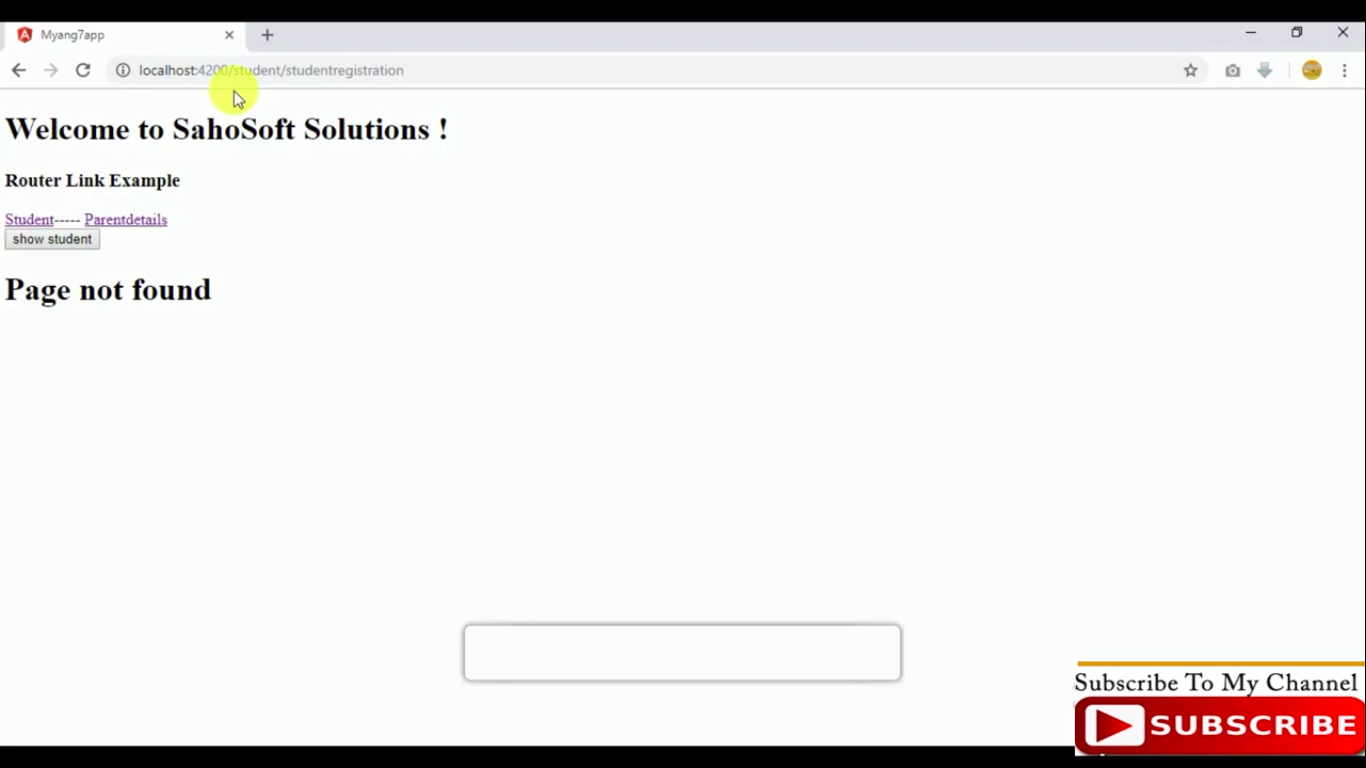 Myang7app
localhost:4200/student/studentregistration
Welcome to SahoSoft Solutions !
Router Link Example
Student----- Parentdetails
show student
Page not found
Subscribe To My Channel
SUBSCRIBE